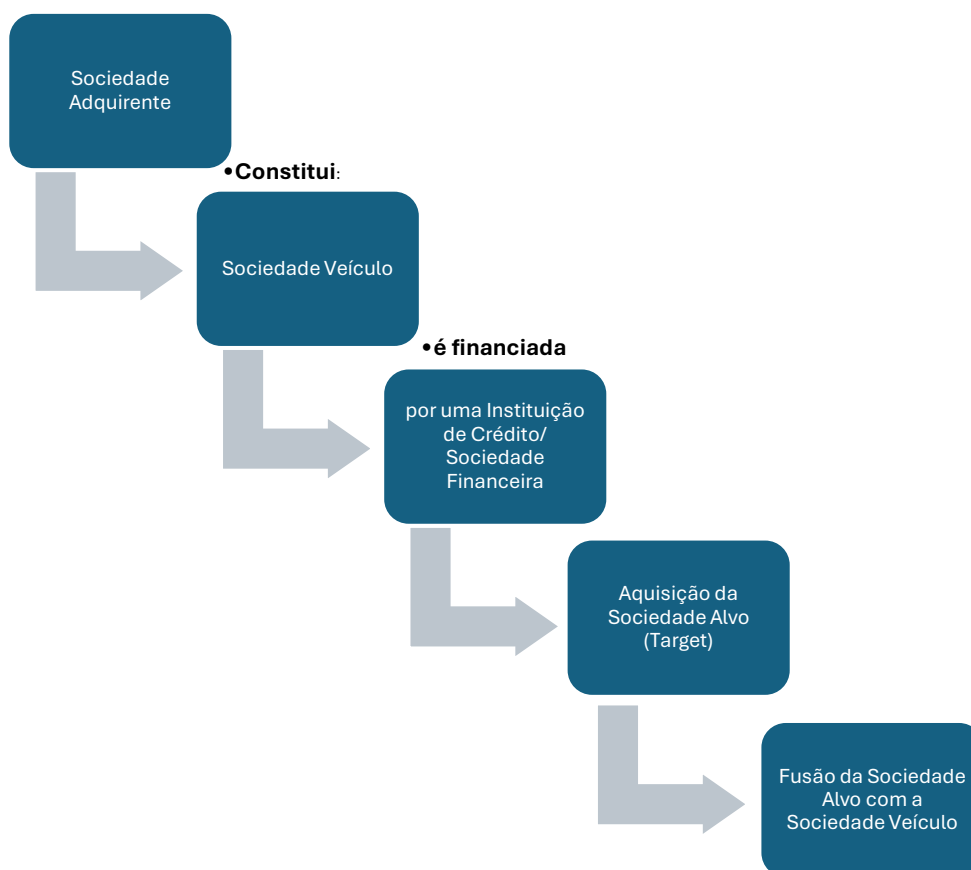 Sociedade
Adquirente
•Constitui:
Sociedade Veículo
•é financiada
por uma Instituição
de Crédito/
Sociedade
Financeira
Aquisição da
Sociedade Alvo
(Target)
Fusão da Sociedade
Alvo com a
Sociedade Veículo